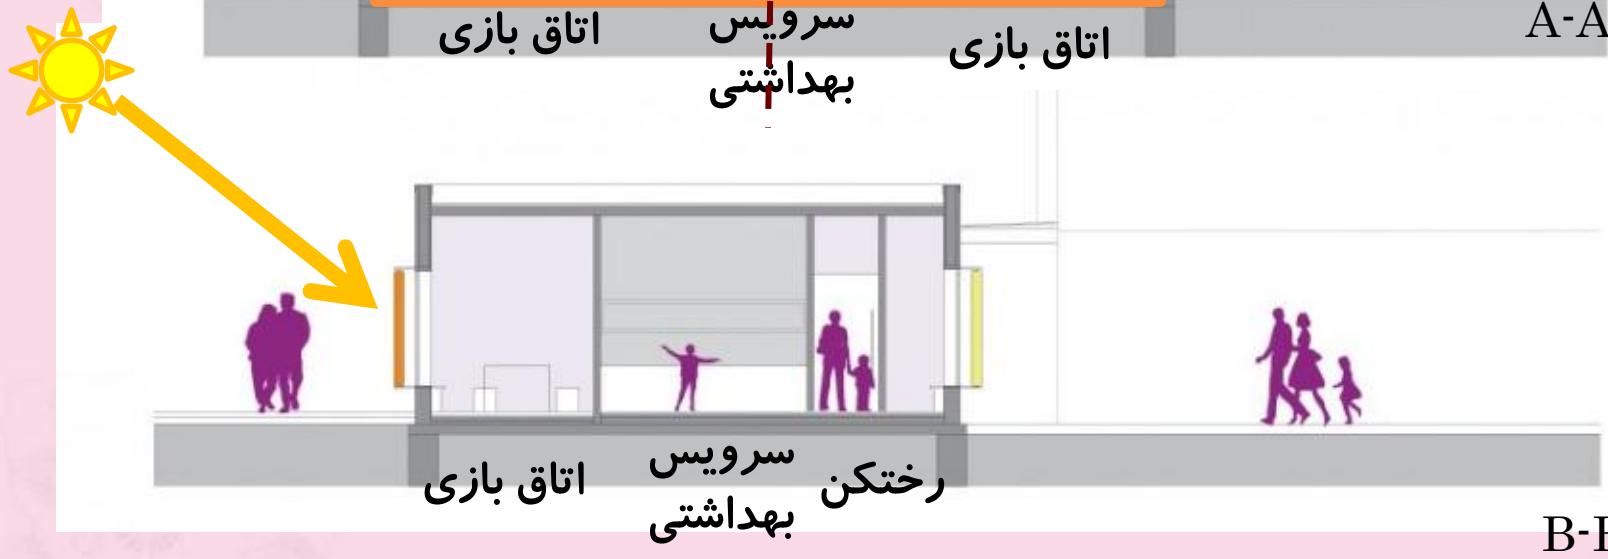 اتاق بازی
سرویس
بهداشتی
اتاق بازی
A-A
اتاق بازی
سرویس
بهداشتی
رختکن
B-B